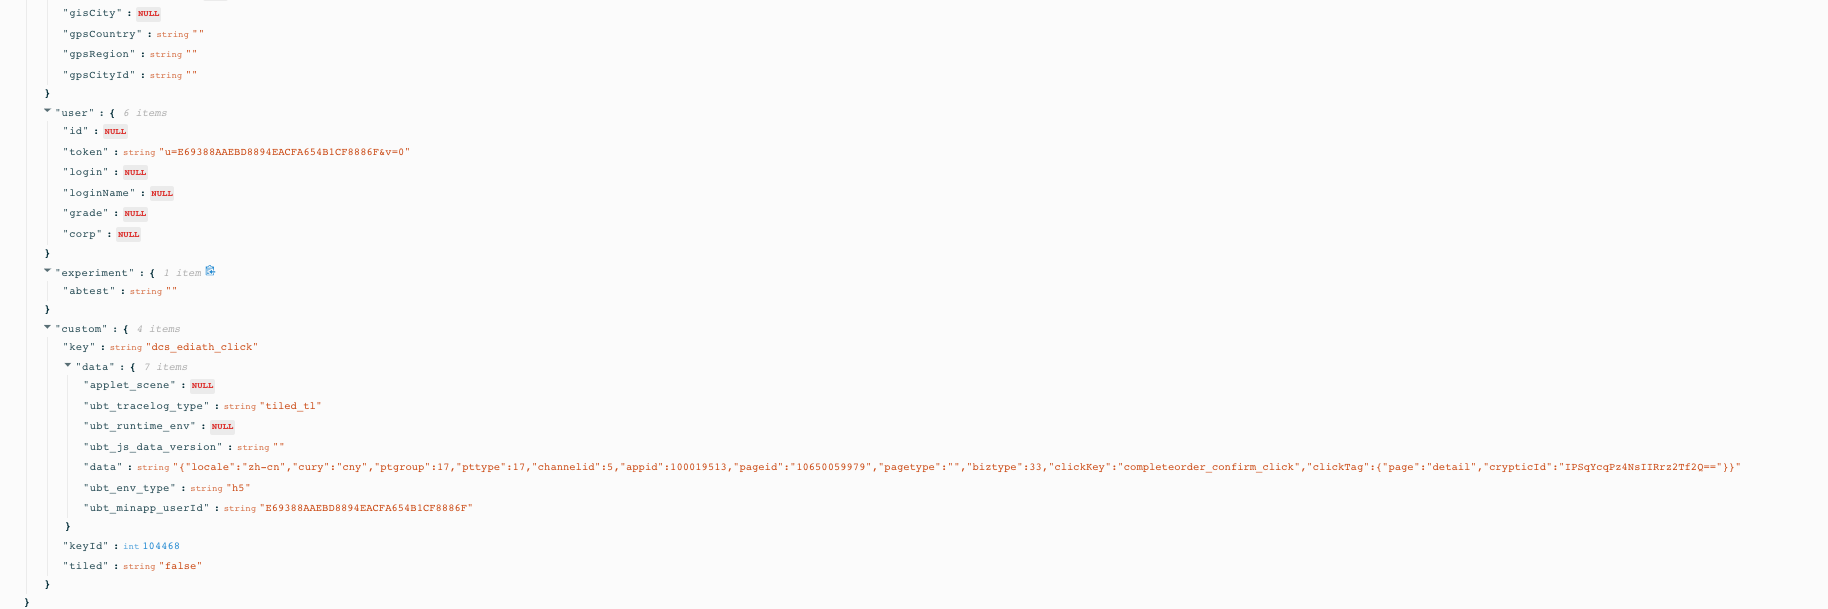 "gisCity" : NULL
"gpsCountry" : string ""
"gpsRegion" : string ""
"gpsCityId" : string ""
}
"user" : { 6 items
"id" : NULL
"token" : string "u=E69388AAEBD8894EACFA654B1CF8886F&v=0"
"login" : NULL
"loginName" : NULL
"grade" : NULL
"corp" : NULL
}
"experiment" : { 1 item
"abtest" : string ""
}
"custom" : { 4 items
"key" : string "dcs_ediath_click"
"data" : { 7 items
"applet_scene" : NULL
"ubt_tracelog_type" : string "tiled_tl"
"ubt_runtime_env" : NULL
"ubt_js_data_version" : string ""
"data" : string "{"locale":"zh-cn","cury":"cny","ptgroup":17,"pttype":17,"channelid":5,"appid":100019513,"pageid":"10650059979","pagetype":"","biztype":33,"clickKey":"completeorder_confirm_click","clickTag":{"page":"detail","crypticId":"IPSqYcqPz4NsIIRrz2Tf2Q=="}}"
"ubt_env_type" : string "h5"
"ubt_minapp_userId" : string "E69388AAEBD8894EACFA654B1CF8886F"
}
"keyId" : int 104468
"tiled" : string "false"
}
}